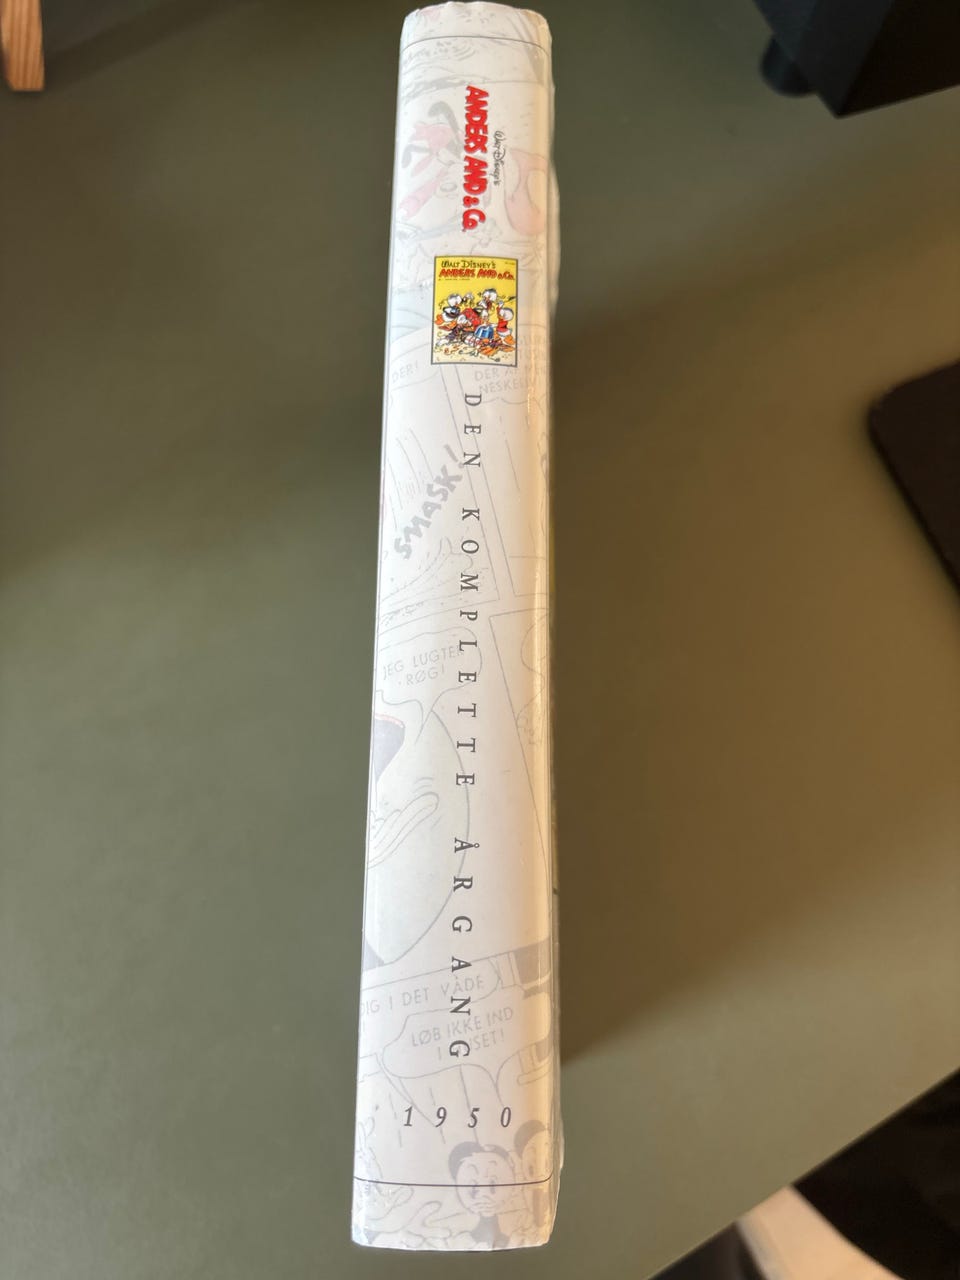 Walt Disney's
ANDERS AND & Co.
WALT DISNEY'S
ANDERS AND & Co.
DER!
DER
NESKE
SMASK!
DEN KOMPLETTE ÅRGANG
JEG LUGTER
RØG!
DIG I DET VÅDE
LØB IKKE IND
I HUSET!
1950